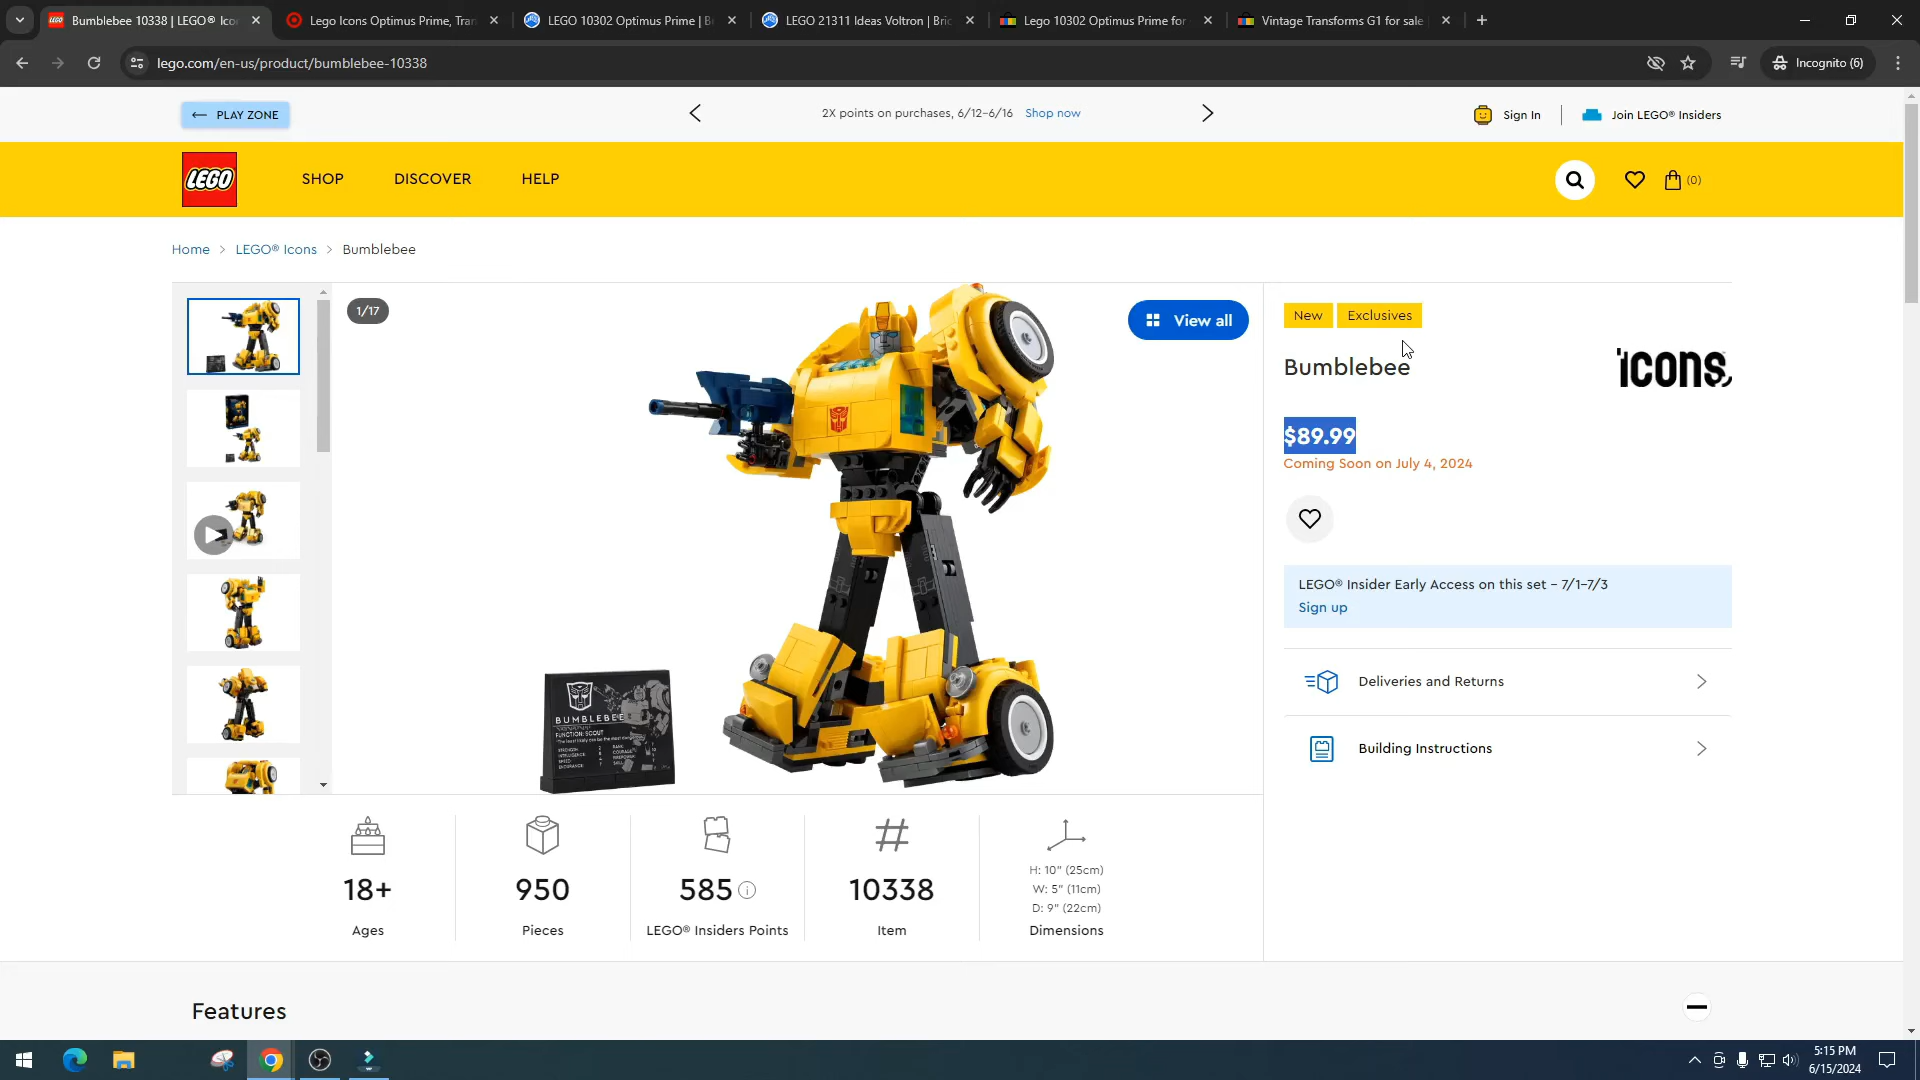 Bumblebee 10338 | LEGO® Ico
Lego Icons Optimus Prime, Tran
LEGO 10302 Optimus Prime | B
LEGO 21311 Ideas Voltron | Bric
Lego 10302 Optimus Prime for
Vintage Transforms G1 for sale
lego.com/en-us/product/bumblebee-10338
Incognito (6)
PLAY ZONE
2X points on purchases, 6/12-6/16 Shop now
Sign In
Join LEGO® Insiders
LEGO
SHOP
DISCOVER
HELP
(0)
Home > LEGO® Icons > Bumblebee
1/17
View all
New
Exclusives
Bumblebee
icons
$89.99
Coming Soon on July 4, 2024
LEGO® Insider Early Access on this set - 7/1-7/3
Sign up
Deliveries and Returns
Building Instructions
BUMBLEBEE
FUNCTION: SCOUT
18+
Ages
950
Pieces
585
LEGO® Insiders Points
10338
Item
H: 10" (25cm)
W: 5" (11cm)
D: 9" (22cm)
Dimensions
Features
5:15 PM
6/15/2024